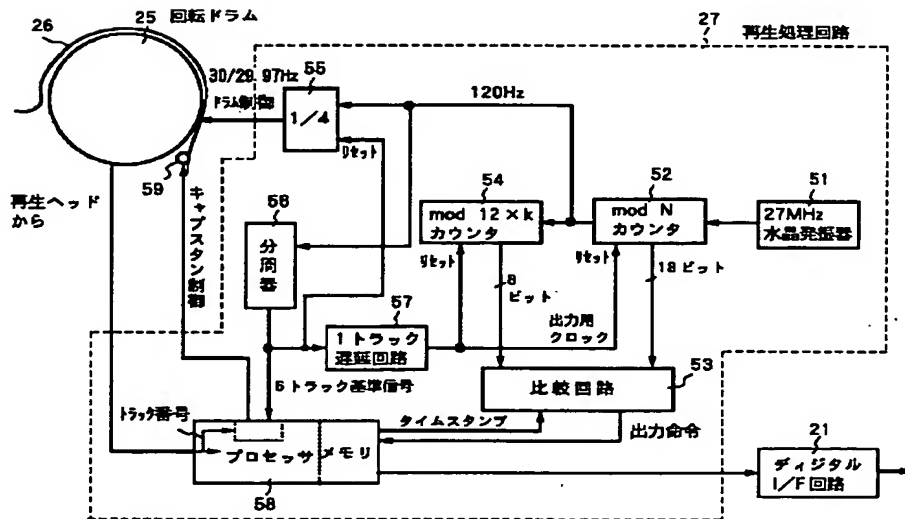 26
25
回転ドラム
27
再生処理回路
30/29.97Hz
ドラム制御
55
1/4
リセット
120Hz
59
再生ヘッド
から
キャプスタン制御
56
分周器
54
mod 12×k
カウンタ
リセット
52
mod N
カウンタ
リセット
51
27MHz
水晶発振器
8
ビット
18ビット
57
1トラック
遅延回路
出力用
クロック
6トラック基準信号
比較回路
53
トラック番号
タイムスタンプ
出力命令
プロセッサ
メモリ
58
21
ディジタル
I/F回路